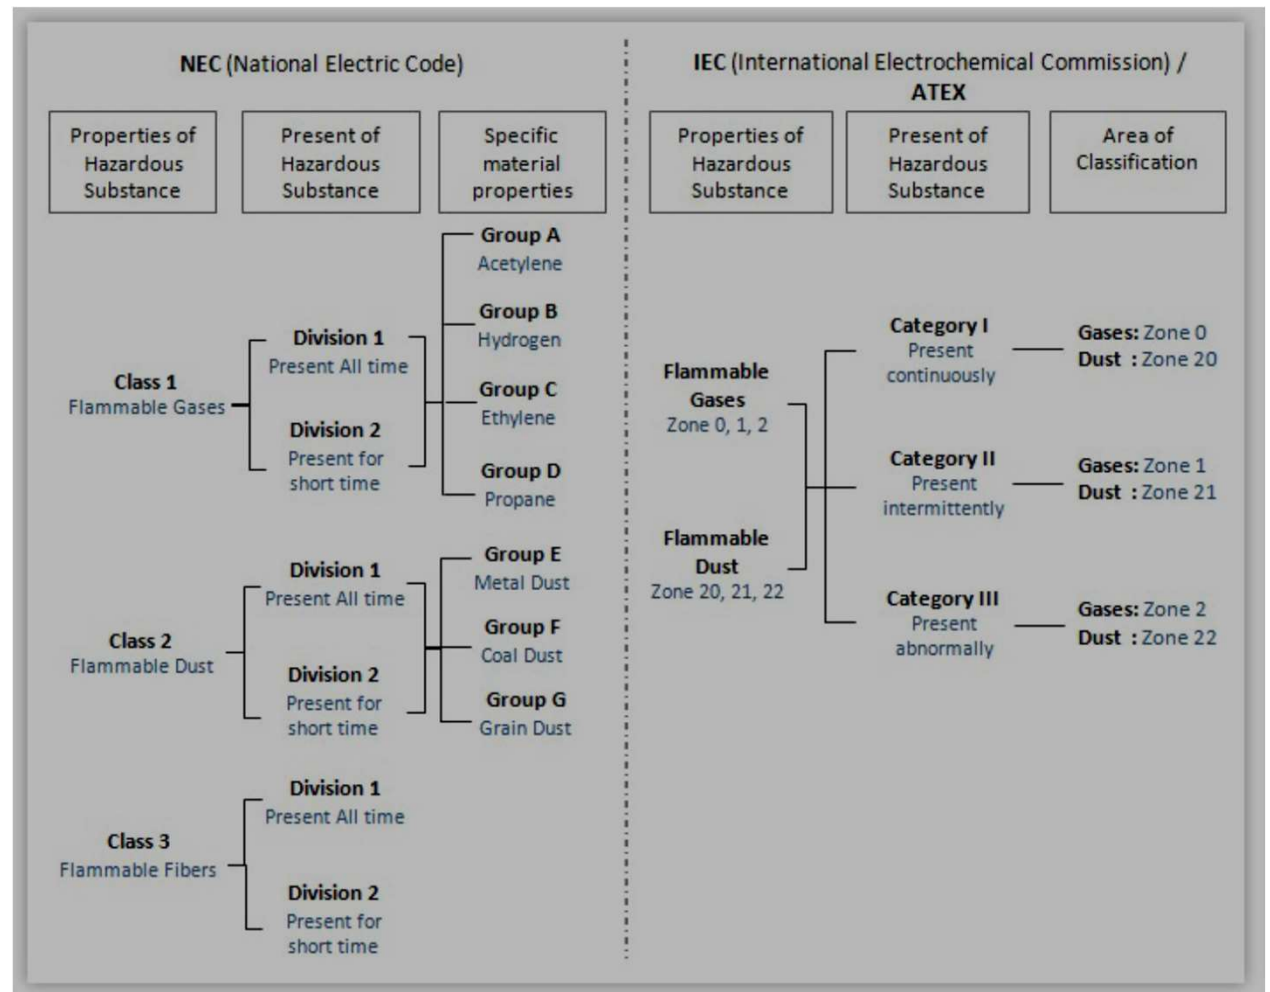 NEC (National Electric Code)
Properties of
Hazardous
Substance
Present of
Hazardous
Substance
Specific
material
properties
Class 1
Flammable Gases
Division 1
Present All time
Division 2
Present for
short time
Group A
Acetylene
Group B
Hydrogen
Group C
Ethylene
Group D
Propane
Class 2
Flammable Dust
Division 1
Present All time
Division 2
Present for
short time
Group E
Metal Dust
Group F
Coal Dust
Group G
Grain Dust
Class 3
Flammable Fibers
Division 1
Present All time
Division 2
Present for
short time
IEC (International Electrochemical Commission) /
ATEX
Properties of
Hazardous
Substance
Present of
Hazardous
Substance
Area of
Classification
Flammable
Gases
Zone 0, 1, 2
Flammable
Dust
Zone 20, 21, 22
Category I
Present
continuously
Gases: Zone 0
Dust : Zone 20
Category II
Present
intermittently
Gases: Zone 1
Dust : Zone 21
Category III
Present
abnormally
Gases: Zone 2
Dust : Zone 22